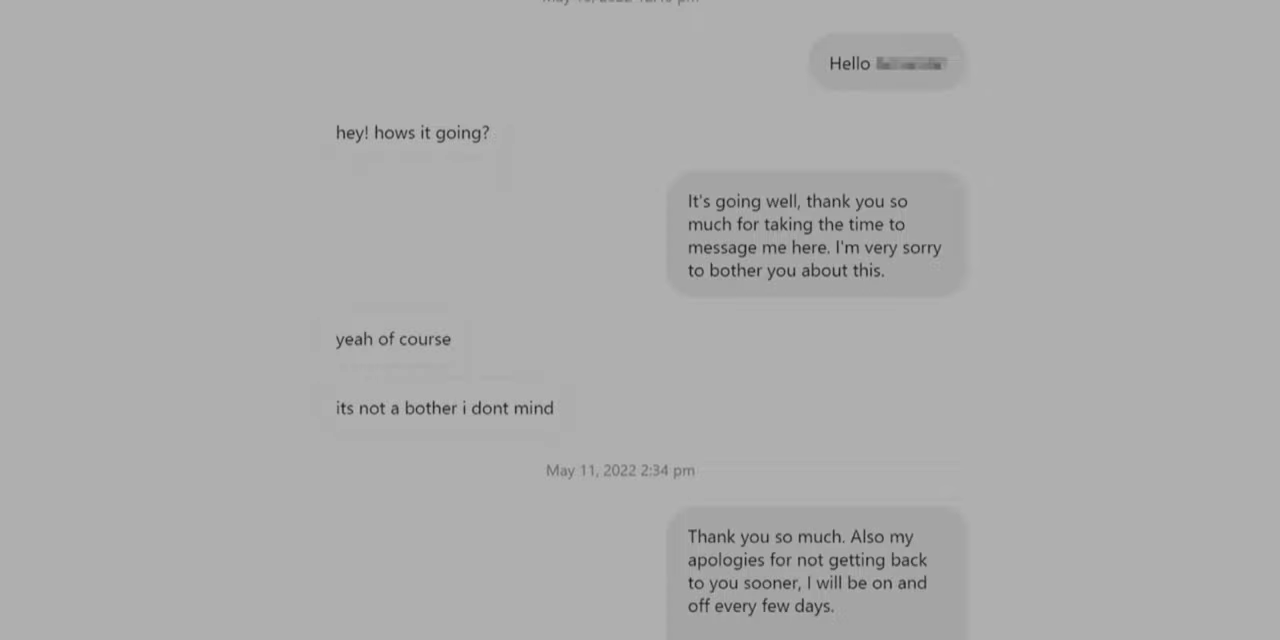 Hello
hey! hows it going?
It's going well, thank you so
much for taking the time to
message me here. I'm very sorry
to bother you about this.
yeah of course
its not a bother i dont mind
May 11, 2022 2:34 pm
Thank you so much. Also my
apologies for not getting back
to you sooner, I will be on and
off every few days.